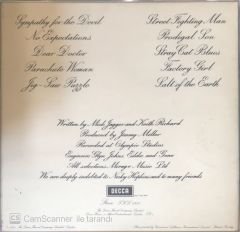 Sympathy for the Devil
No Expectations
Dear Doctor
Parachute Woman
Jig-Saw Puzzle
Street Fighting Man
Prodigal Son
Stray Cat Blues
Factory Girl
Salt of the Earth
Written by Mick Jagger and Keith Richard
Produced by Jimmy Miller
Recorded at Olympic Studios
Engineers Glyn Johns, Eddie and Gene
All selections Mirage Music Ltd.
We are deeply indebted to Nicky Hopkins and to many friends
DECCA
CS CamScanner ile tarandı